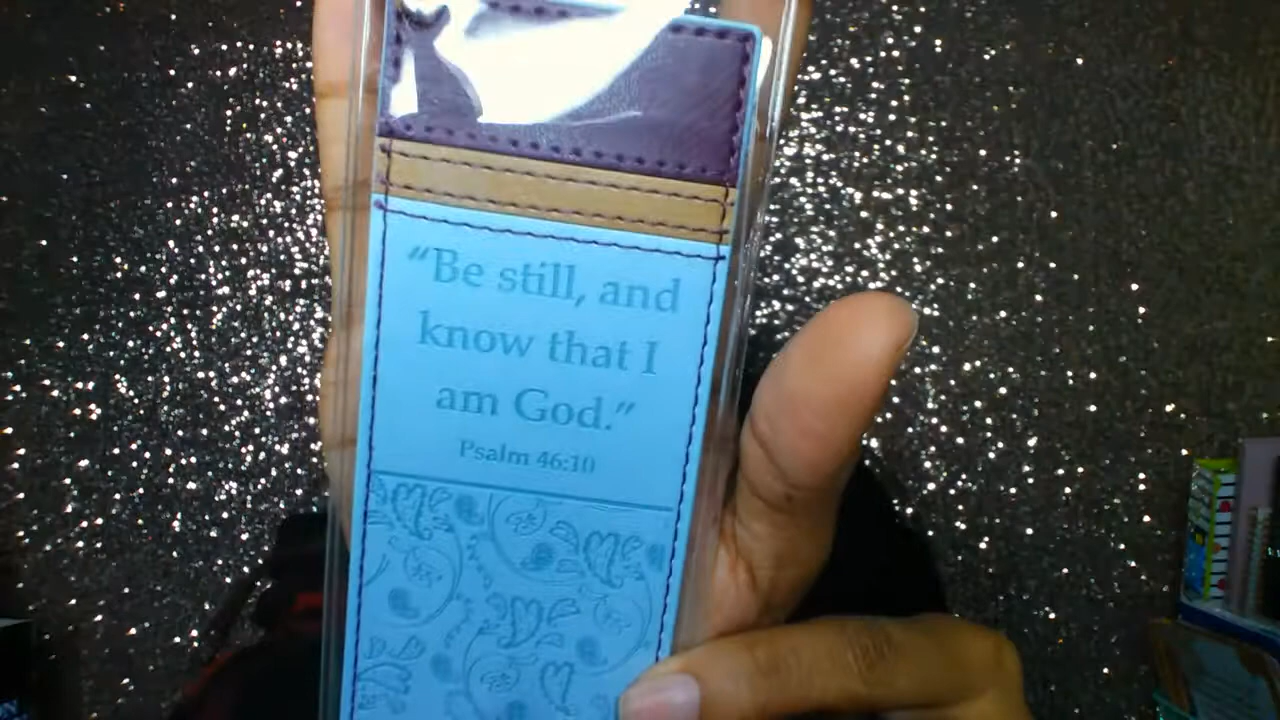 “Be still, and
know that I
am God.”
Psalm 46:10